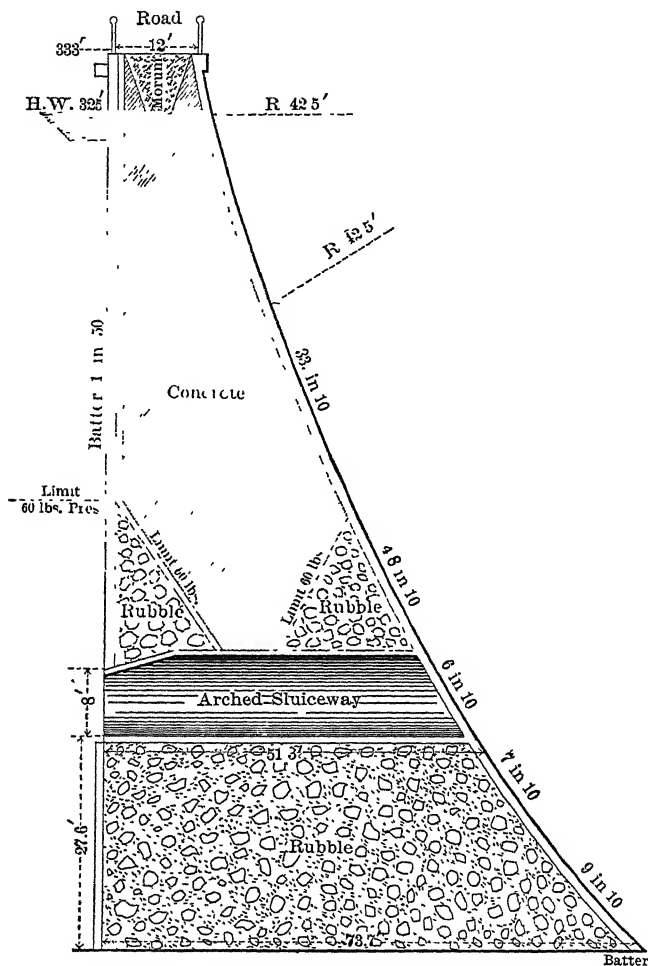 Road
333'
12'
Morum
H.W. 325'
R 42 5'
R 42 5'
Batter 1 in 50
33. in 10
Concrete
Limit
60 lbs. Pres
Limit 60 lbs.
Limit 60 lbs.
4 8 in 10
Rubble
Rubble
6 in 10
8'
Arched Sluiceway
51 3'
7 in 10
27.6'
Rubble
9 in 10
73.7'
Batter